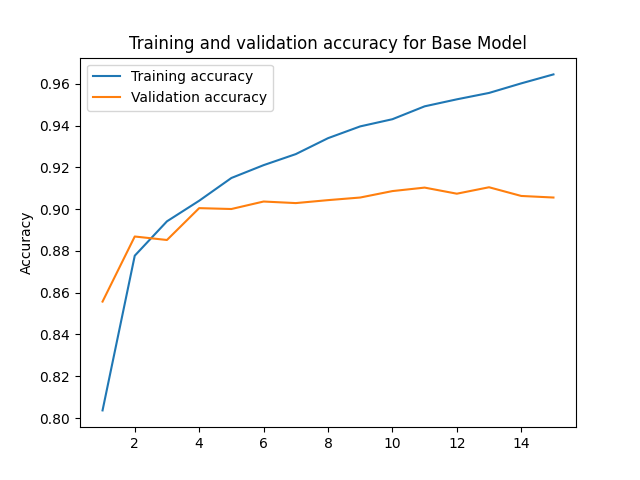 Training and validation accuracy for Base Model
Training accuracy
Validation accuracy
Accuracy
0.96
0.94
0.92
0.90
0.88
0.86
0.84
0.82
0.80
2 4 6 8 10 12 14